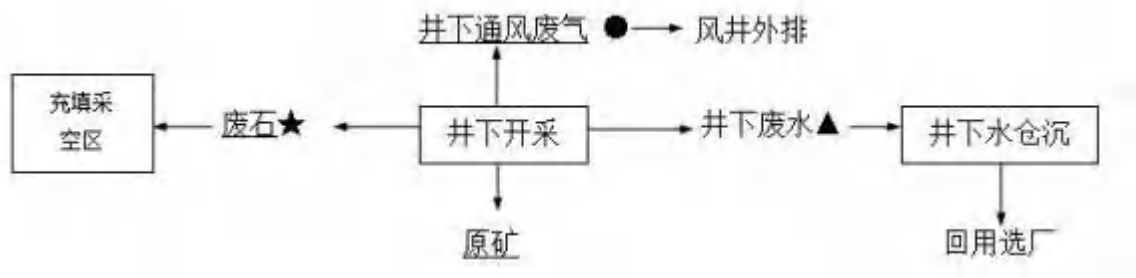 井下通风废气 ● 风井外排
充填采
空区
废石★
井下开采
井下废水▲
井下水仓沉
原矿
回用选厂